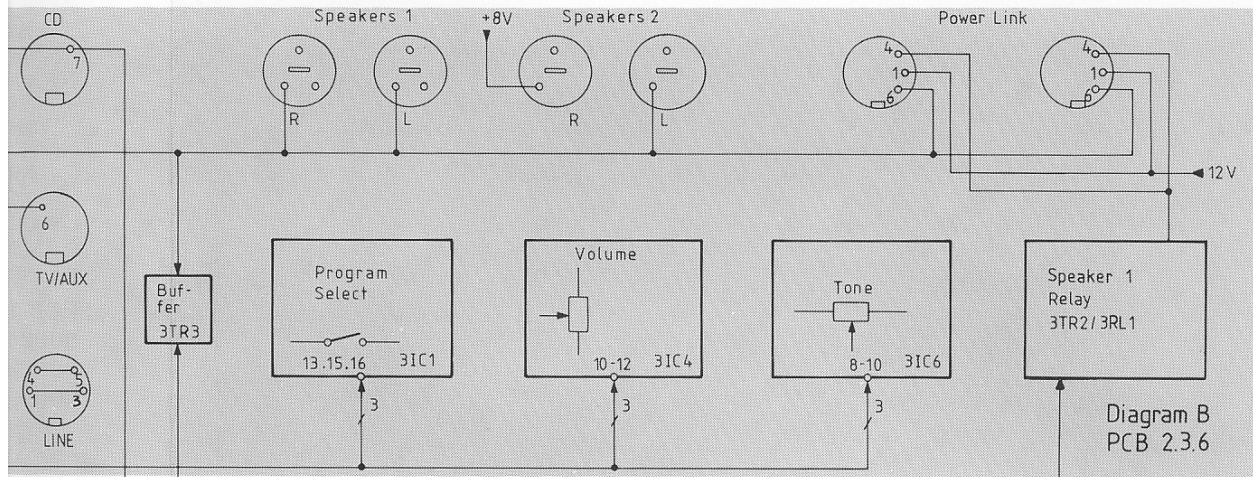 CD
Speakers 1
+8V
Speakers 2
Power Link
7
4
1
6
4
1
6
R
L
R
L
12 V
6
TV/AUX
Buf-
fer
3TR3
Program
Select
13.15.16
3IC1
Volume
10-12
3IC4
Tone
8-10
3IC6
Speaker 1
Relay
3TR2/3RL1
4
5
1
3
LINE
3
3
3
Diagram B
PCB 2.3.6